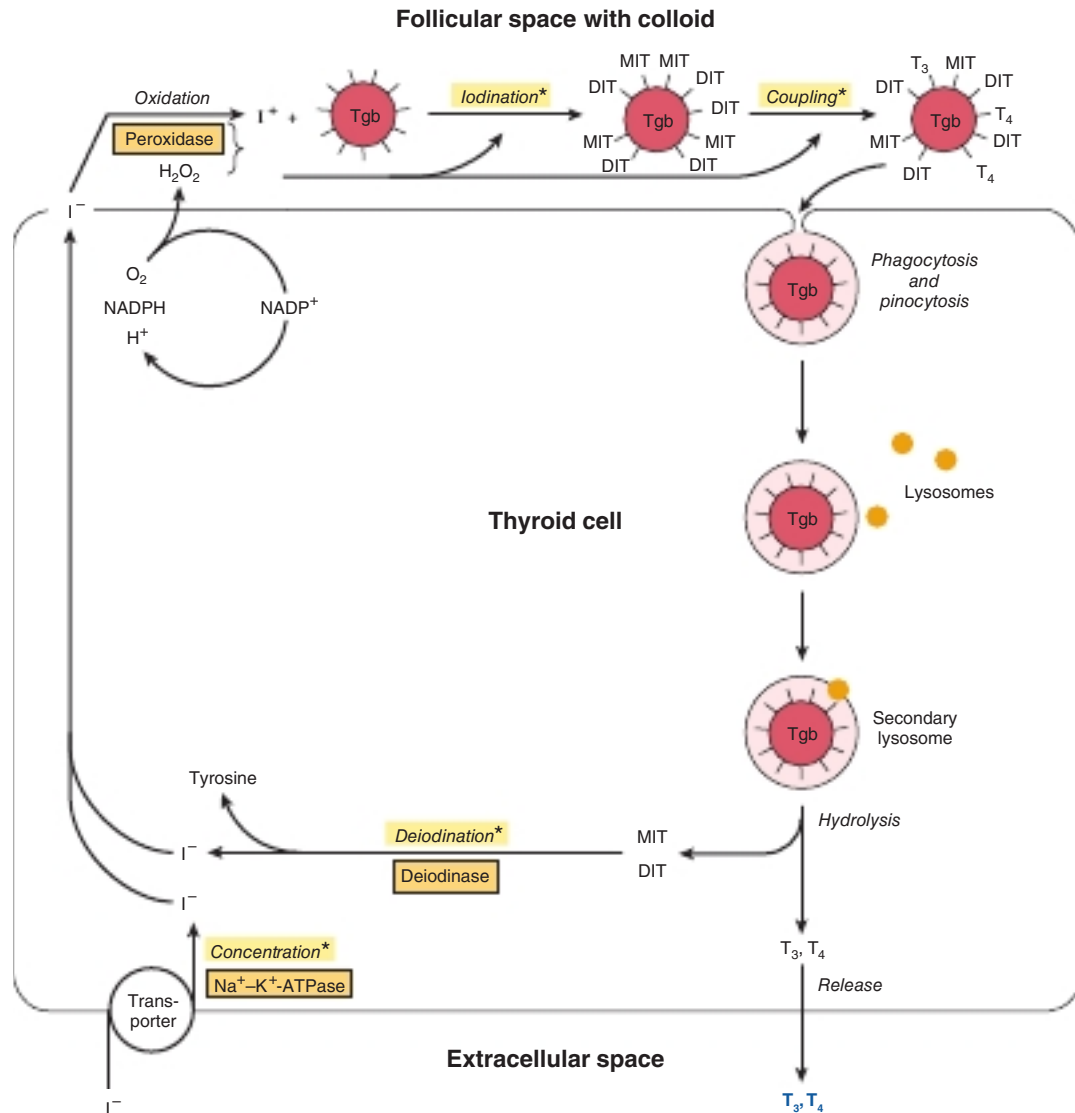 Follicular space with colloid
Oxidation
Peroxidase
H₂O₂
I⁺ +
Tgb
Iodination*
MIT MIT
DIT
DIT
DIT
Tgb
MIT
MIT
DIT
DIT
Coupling*
T₃ MIT
DIT
DIT
Tgb
T₄
MIT
DIT
DIT
T₄
I⁻
O₂
NADPH
H⁺
NADP⁺
Tgb
Phagocytosis
and
pinocytosis
Thyroid cell
Tgb
Lysosomes
Tgb
Secondary
lysosome
Hydrolysis
Tyrosine
Deiodination*
Deiodinase
MIT
DIT
I⁻
I⁻
Concentration*
Na⁺–K⁺-ATPase
Trans-
porter
T₃, T₄
Release
Extracellular space
I⁻
T₃, T₄